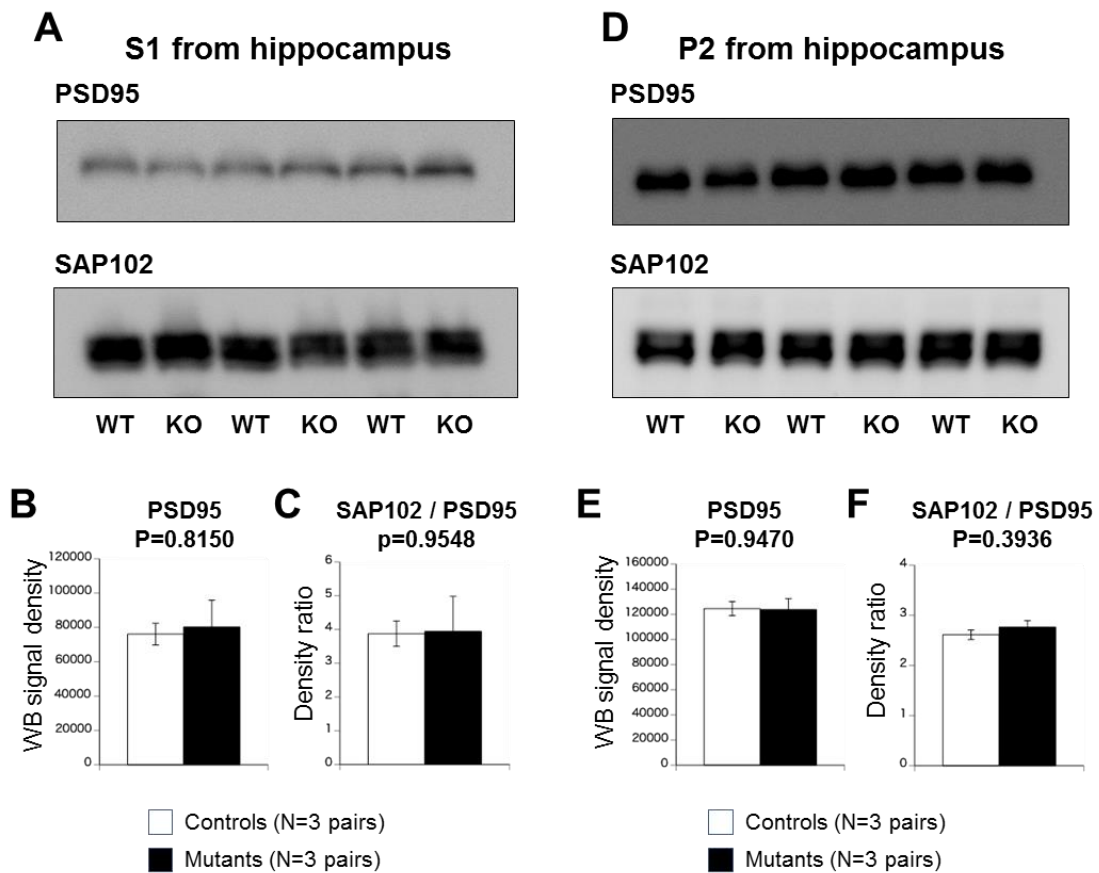 A
S1 from hippocampus
PSD95
SAP102
WT KO WT KO WT KO
D
P2 from hippocampus
PSD95
SAP102
WT KO WT KO WT KO
B
PSD95
P=0.8150
WB signal density
120000
100000
80000
60000
40000
20000
0
C
SAP102 / PSD95
p=0.9548
Density ratio
6
5
4
3
2
1
0
Controls (N=3 pairs)
Mutants (N=3 pairs)
E
PSD95
P=0.9470
WB signal density
160000
140000
120000
100000
80000
60000
40000
20000
0
F
SAP102 / PSD95
P=0.3936
Density ratio
4
3
2
1
0
Controls (N=3 pairs)
Mutants (N=3 pairs)